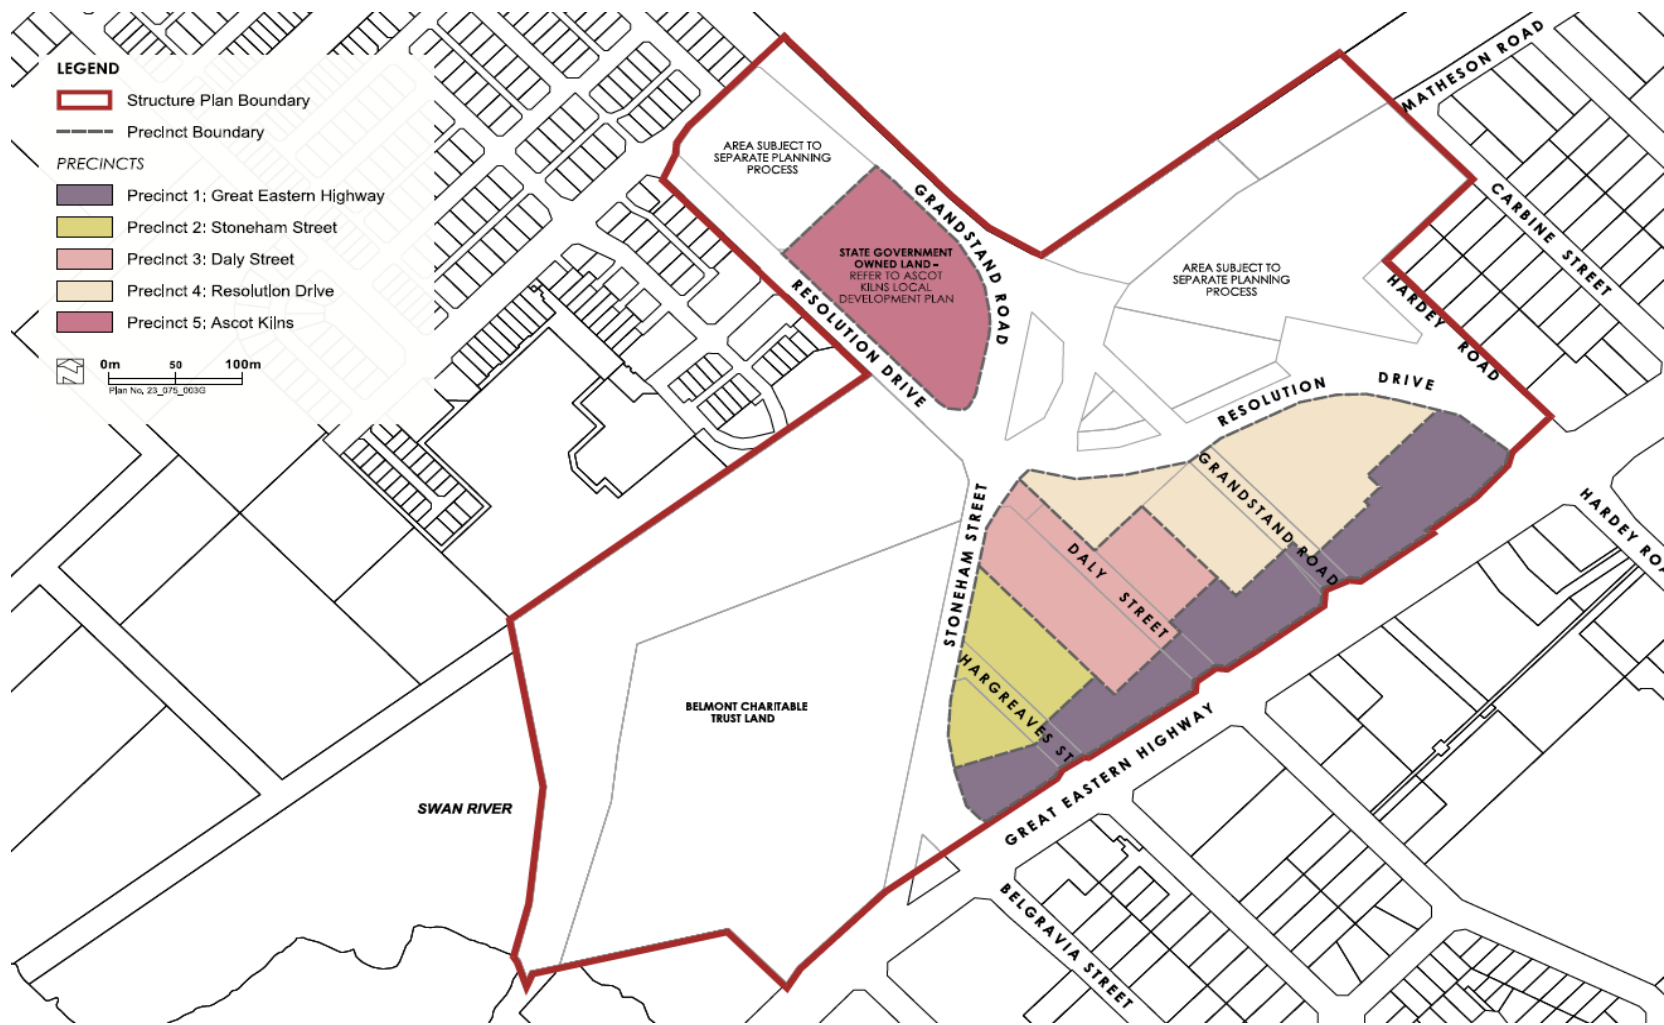 LEGEND
Structure Plan Boundary
Precinct Boundary
PRECINCTS
Precinct 1: Great Eastern Highway
Precinct 2: Stoneham Street
Precinct 3: Daly Street
Precinct 4: Resolution Drive
Precinct 5: Ascot Kilns
0m 50 100m
Plan No. 23_075_003G
AREA SUBJECT TO
SEPARATE PLANNING
PROCESS
STATE GOVERNMENT
OWNED LAND –
REFER TO ASCOT
KILNS LOCAL
DEVELOPMENT PLAN
GRANDSTAND ROAD
RESOLUTION DRIVE
AREA SUBJECT TO
SEPARATE PLANNING
PROCESS
MATHESON ROAD
CARBINE STREET
HARDEY ROAD
RESOLUTION DRIVE
GRANDSTAND ROAD
DALY STREET
STONEHAM STREET
HARGREAVES ST
HARDEY ROA
BELMONT CHARITABLE
TRUST LAND
SWAN RIVER
GREAT EASTERN HIGHWAY
BELGRAVIA STREET